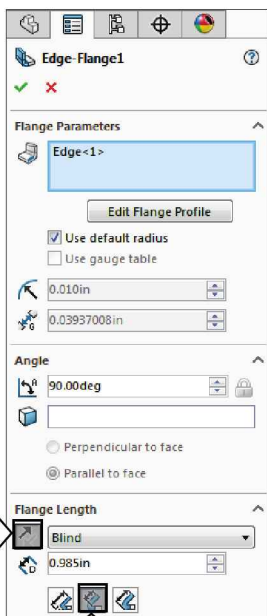 Edge-Flange1
Flange Parameters
Edge<1>
Edit Flange Profile
Use default radius
Use gauge table
0.010in
0.03937008in
Angle
90.00deg
Perpendicular to face
Parallel to face
Flange Length
Blind
0.985in